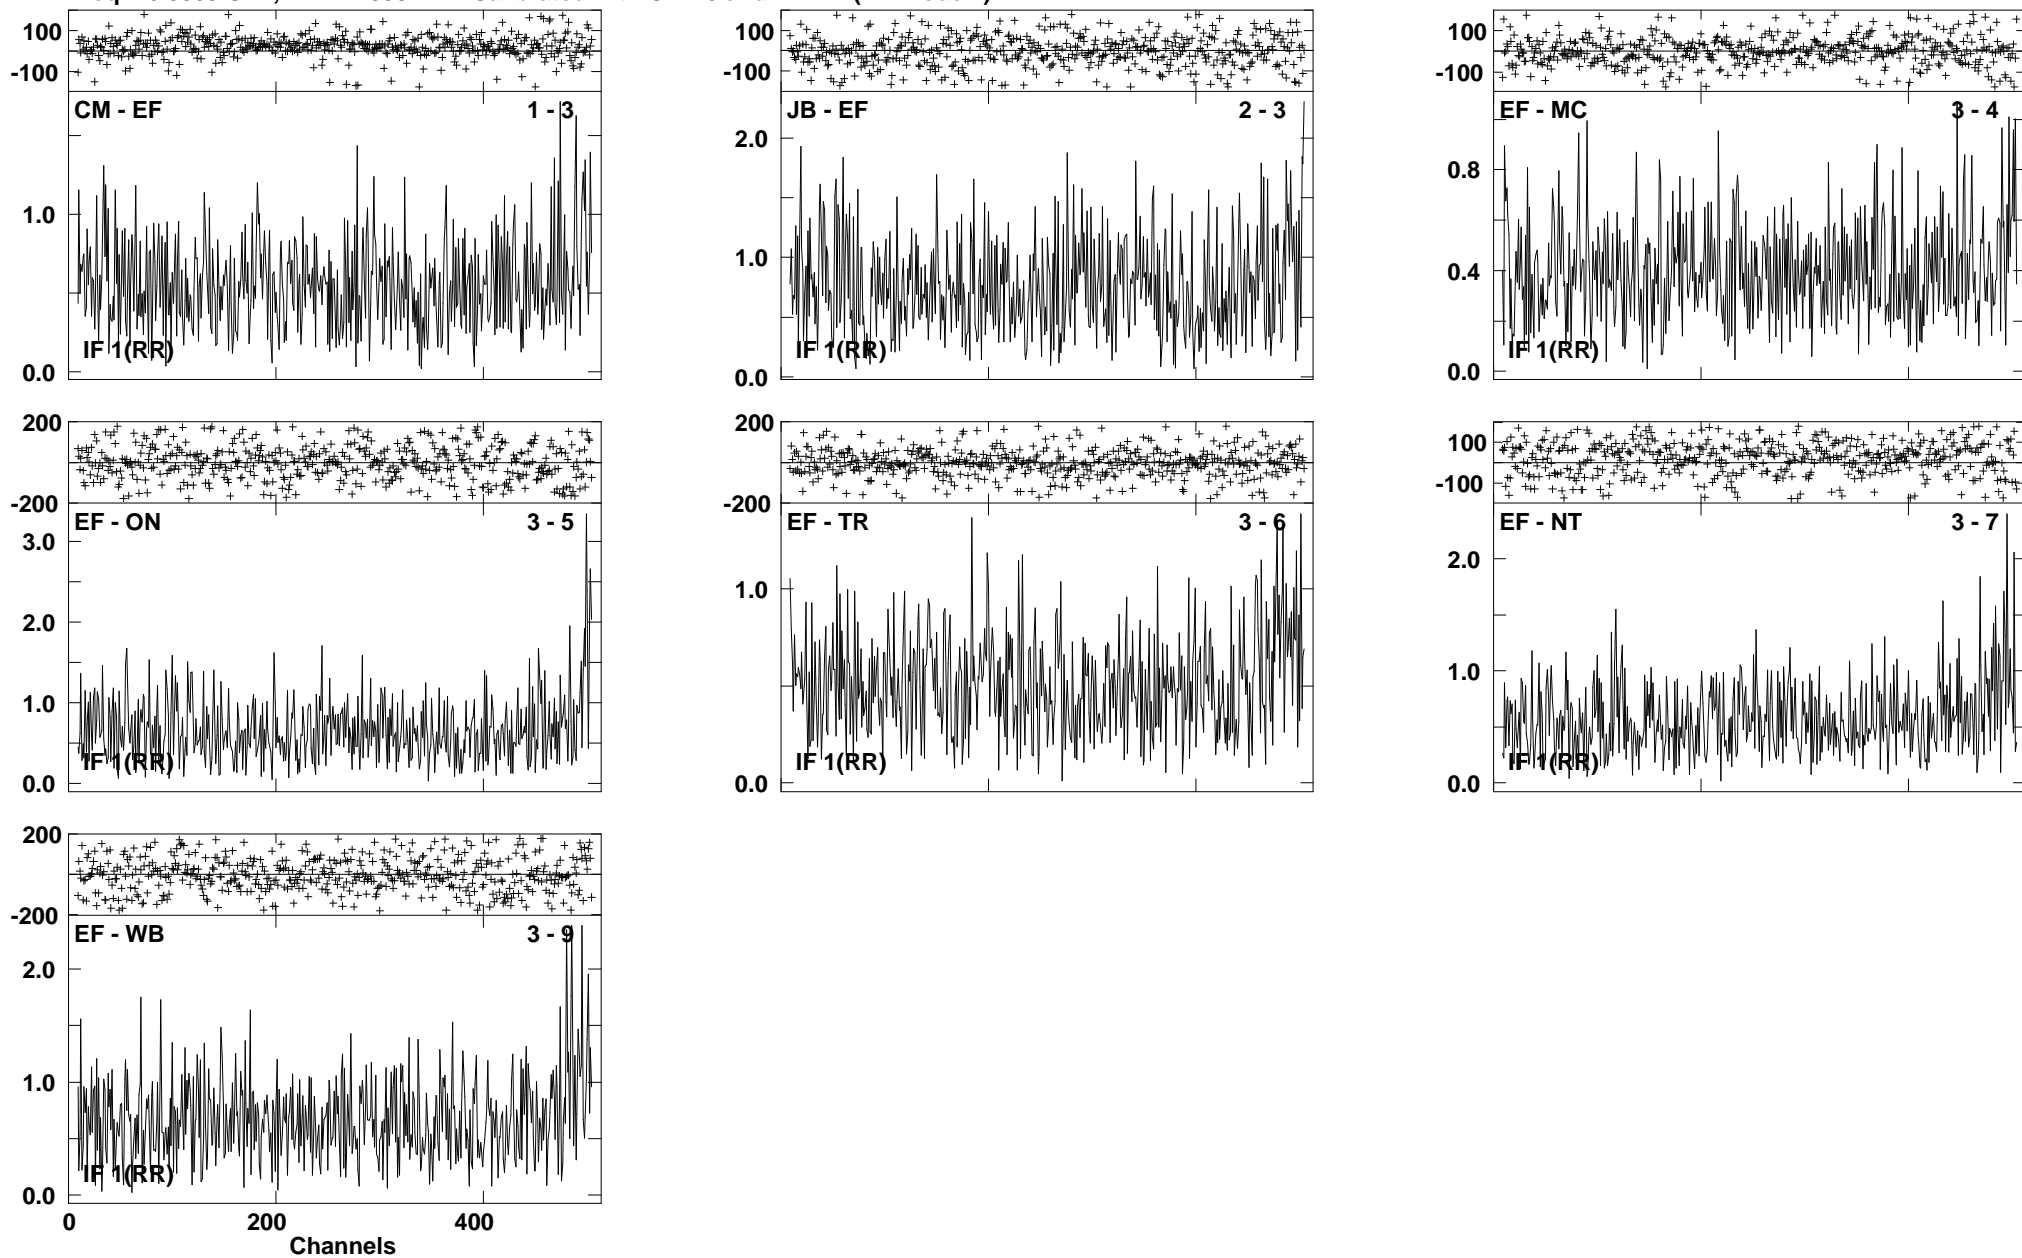 100 100 100
-100 -100 -100
CM - EF 1 - 3 JB - EF 2 - 3 EF - MC 3 - 4
2.0
0.8
1.0
1.0
0.4
IF 1(RR) IF 1(RR) IF 1(RR)
0.0 0.0 0.0
200 200 100
-200 -200 -100
EF - ON 3 - 5 EF - TR 3 - 6 EF - NT 3 - 7
3.0
2.0
2.0
1.0
1.0 1.0
IF 1(RR) IF 1(RR) IF 1(RR)
0.0 0.0 0.0
200
-200
EF - WB 3 - 9
2.0
1.0
IF 1(RR)
0.0
0 200 400
Channels